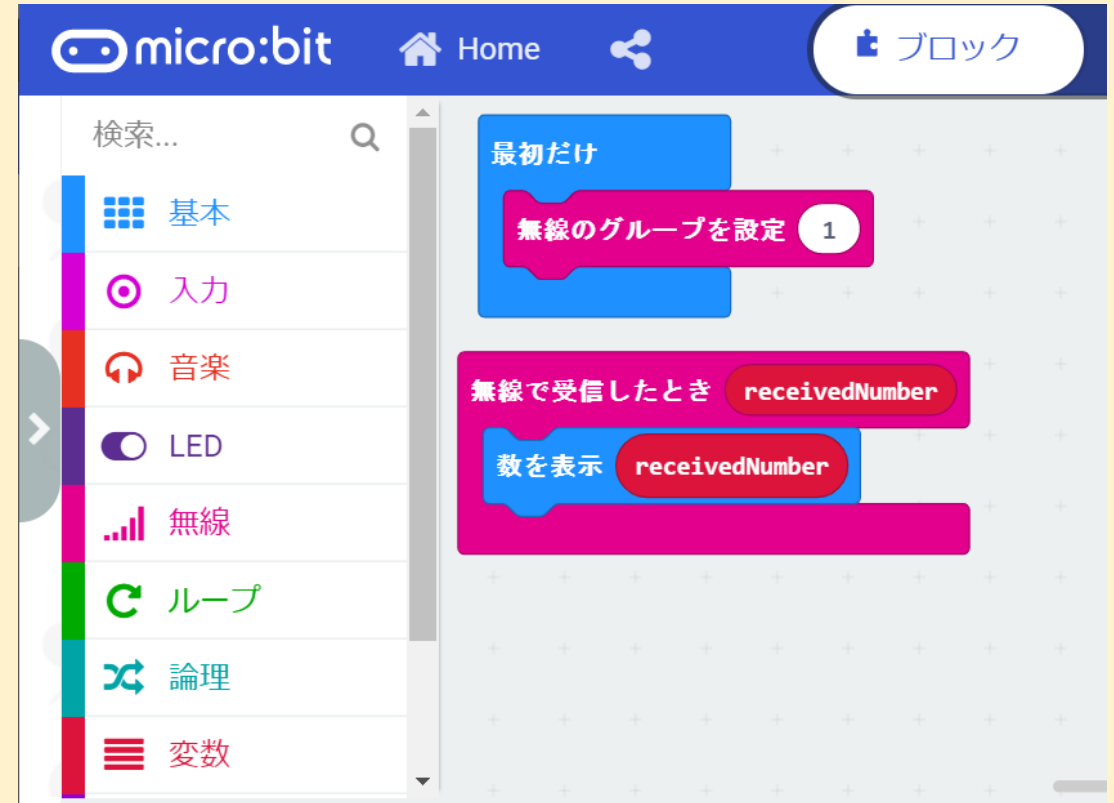 micro:bit Home ブロック
検索...
基本
入力
音楽
LED
無線
ループ
論理
変数
最初だけ
無線のグループを設定 1
無線で受信したとき receivedNumber
数を表示 receivedNumber